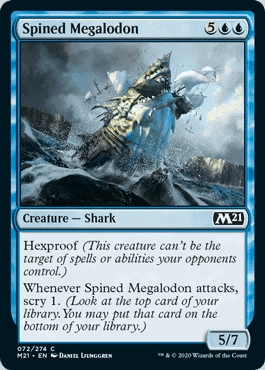 Spined Megalodon 5
Creature — Shark M21
Hexproof (This creature can't be the
target of spells or abilities your opponents
control.)
Whenever Spined Megalodon attacks,
scry 1. (Look at the top card of your
library. You may put that card on the
bottom of your library.)
5/7
072/274 C
M21 • EN DANIEL LJUNGGREN ™ & © 2020 Wizards of the Coast